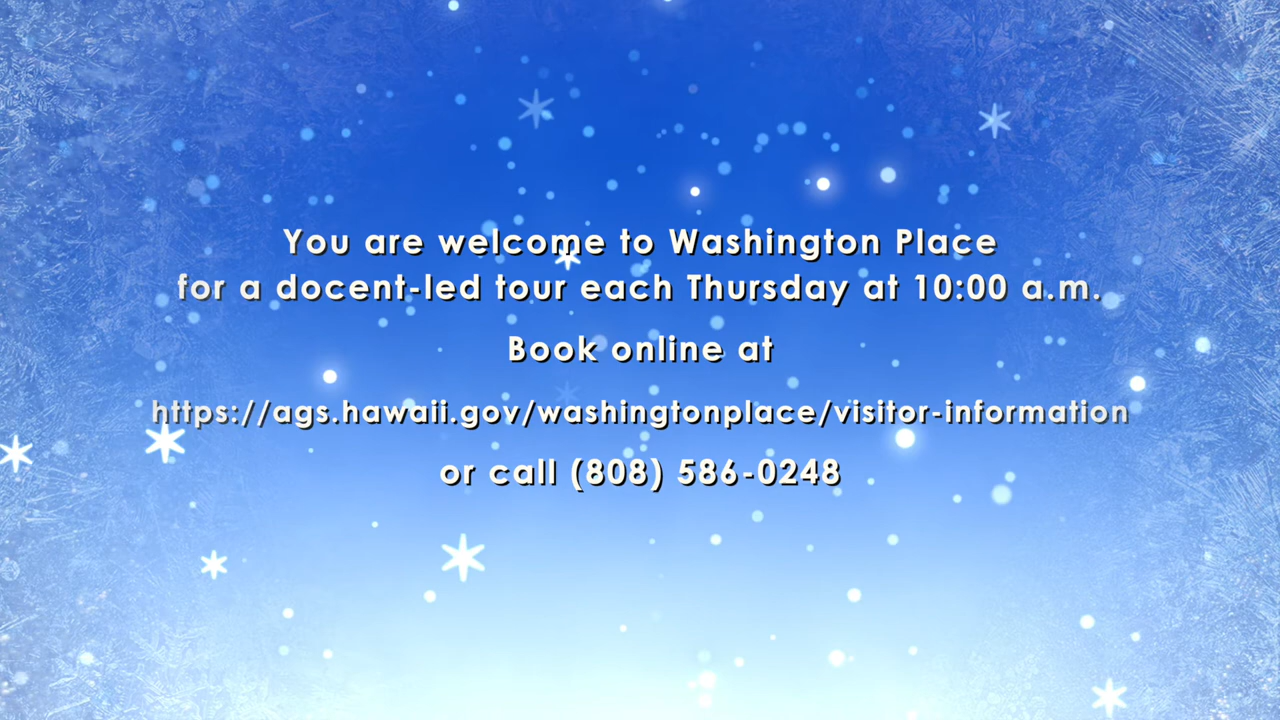 You are welcome to Washington Place
for a docent-led tour each Thursday at 10:00 a.m.
Book online at
https://ags.hawaii.gov/washingtonplace/visitor-information
or call (808) 586-0248